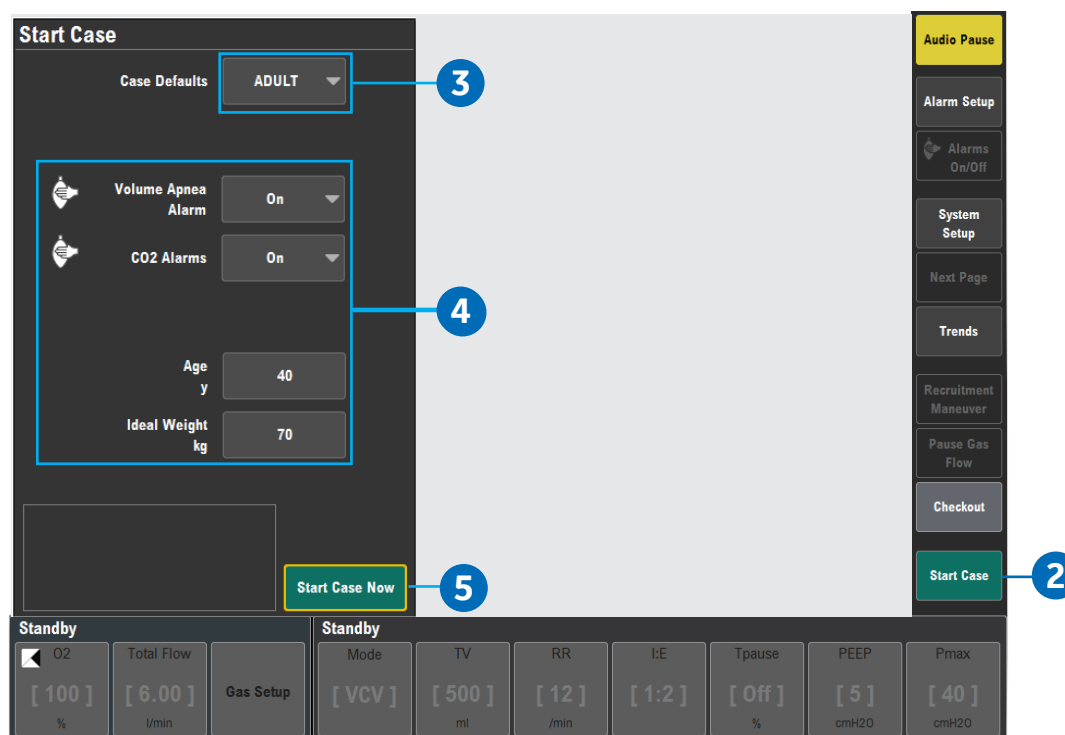 Start Case
Case Defaults
ADULT
3
Volume Apnea
Alarm
On
CO2 Alarms
On
4
Age
y
40
Ideal Weight
kg
70
Start Case Now
5
Audio Pause
Alarm Setup
Alarms
On/Off
System
Setup
Next Page
Trends
Recruitment
Maneuver
Pause Gas
Flow
Checkout
Start Case
2
Standby
O2
[ 100 ]
%
Total Flow
[ 6.00 ]
l/min
Gas Setup
Standby
Mode
[ VCV ]
TV
[ 500 ]
ml
RR
[ 12 ]
/min
I:E
[ 1:2 ]
Tpause
[ Off ]
%
PEEP
[ 5 ]
cmH2O
Pmax
[ 40 ]
cmH2O